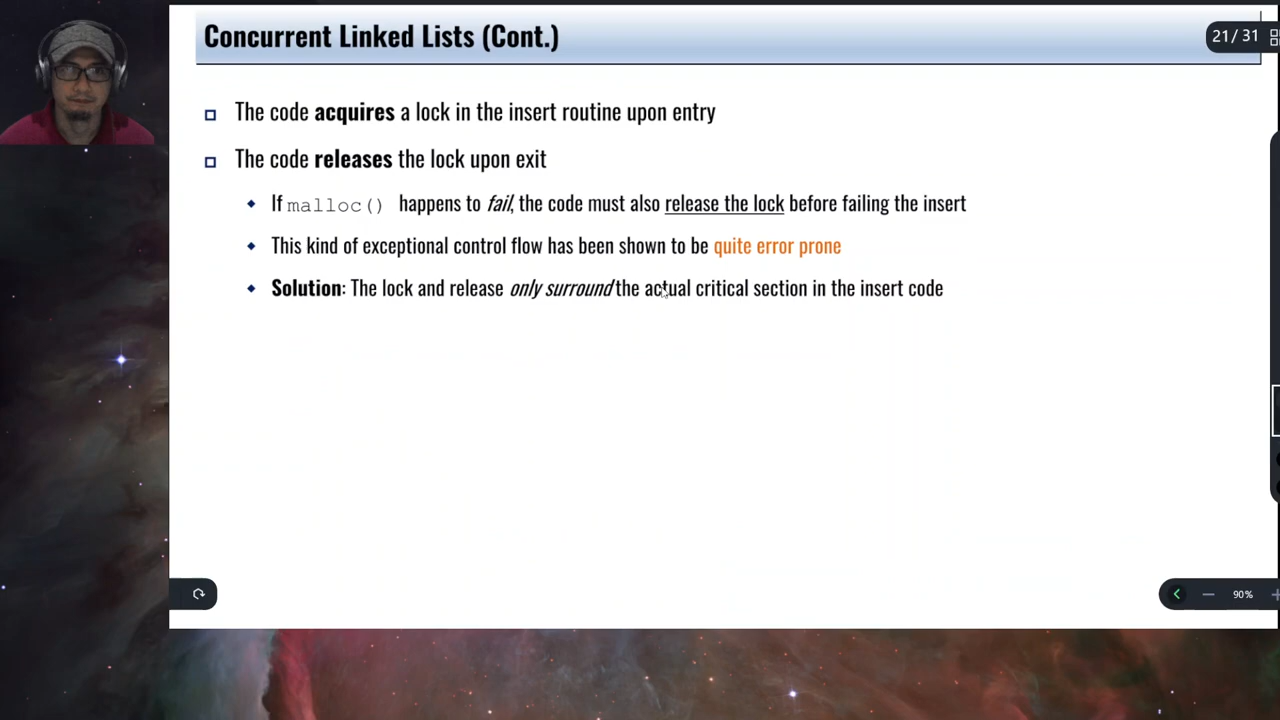 Concurrent Linked Lists (Cont.)
21 / 31
The code acquires a lock in the insert routine upon entry
The code releases the lock upon exit
If malloc() happens to fail, the code must also release the lock before failing the insert
This kind of exceptional control flow has been shown to be quite error prone
Solution: The lock and release only surround the actual critical section in the insert code
90%